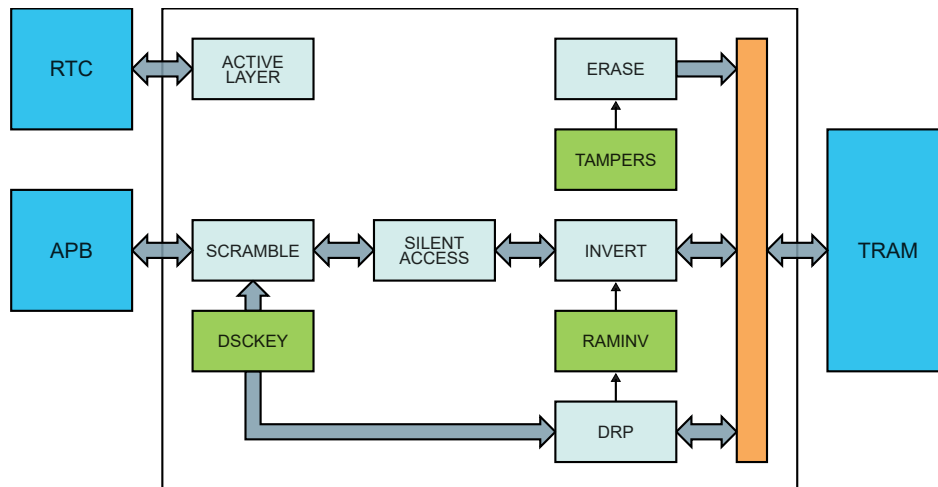 RTC
ACTIVE
LAYER
ERASE
TAMPERS
APB
SCRAMBLE
SILENT
ACCESS
INVERT
TRAM
DSCKEY
RAMINV
DRP